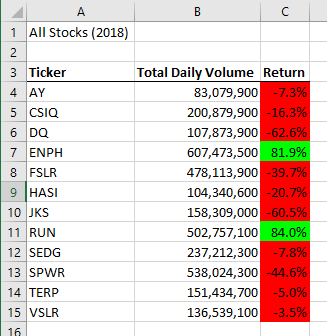 A B C
1 All Stocks (2018)
2
3 Ticker Total Daily Volume Return
4 AY 83,079,900 -7.3%
5 CSIQ 200,879,900 -16.3%
6 DQ 107,873,900 -62.6%
7 ENPH 607,473,500 81.9%
8 FSLR 478,113,900 -39.7%
9 HASI 104,340,600 -20.7%
10 JKS 158,309,000 -60.5%
11 RUN 502,757,100 84.0%
12 SEDG 237,212,300 -7.8%
13 SPWR 538,024,300 -44.6%
14 TERP 151,434,700 -5.0%
15 VSLR 136,539,100 -3.5%